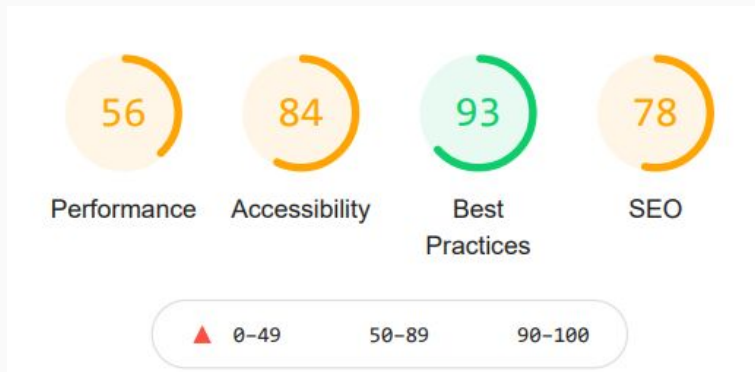 56 84 93 78
Performance Accessibility Best Practices SEO
0–49 50–89 90–100